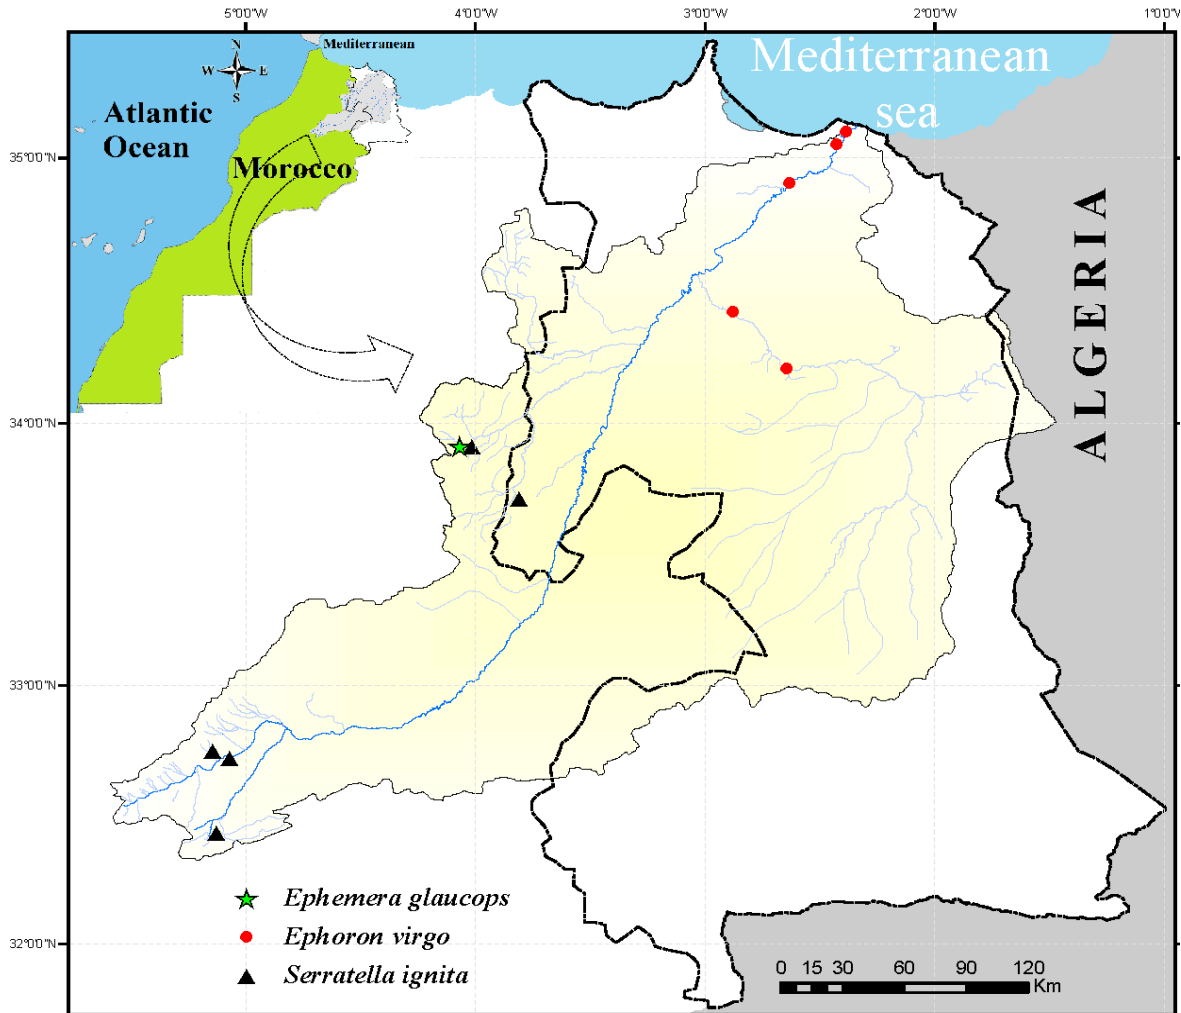 5°0'0"W
4°0'0"W
3°0'0"W
2°0'0"W
1°0'0"W
N
W
E
S
Mediterranean
Atlantic
Ocean
Morocco
Mediterranean
sea
ALGERIA
35°0'0"N
34°0'0"N
33°0'0"N
32°0'0"N
Ephemera glaucops
Ephoron virgo
Serratella ignita
0 15 30 60 90 120
Km